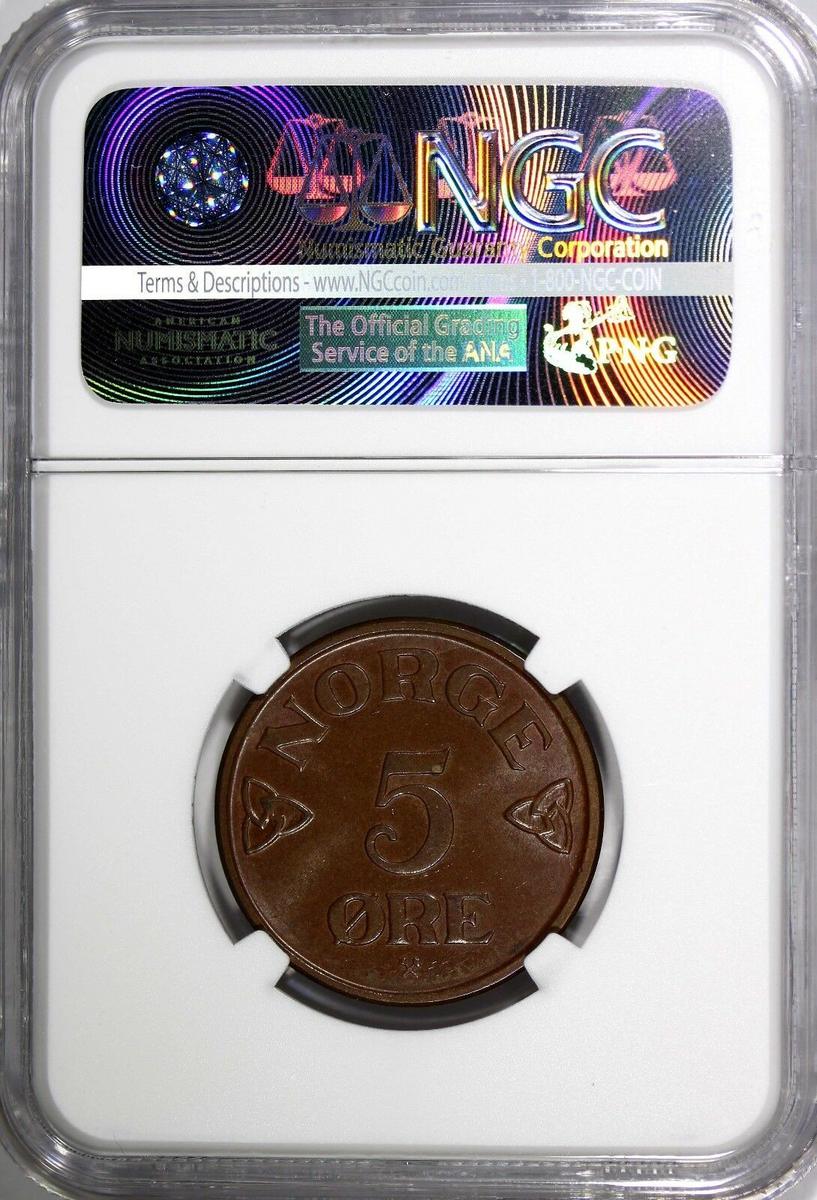 NGC
Numismatic Guaranty Corporation
Terms & Descriptions - www.NGCcoin.com/terms - 1-800-NGC-COIN
AMERICAN
NUMISMATIC
ASSOCIATION
The Official Grading
Service of the ANA
PNG
NORGE
5
ØRE